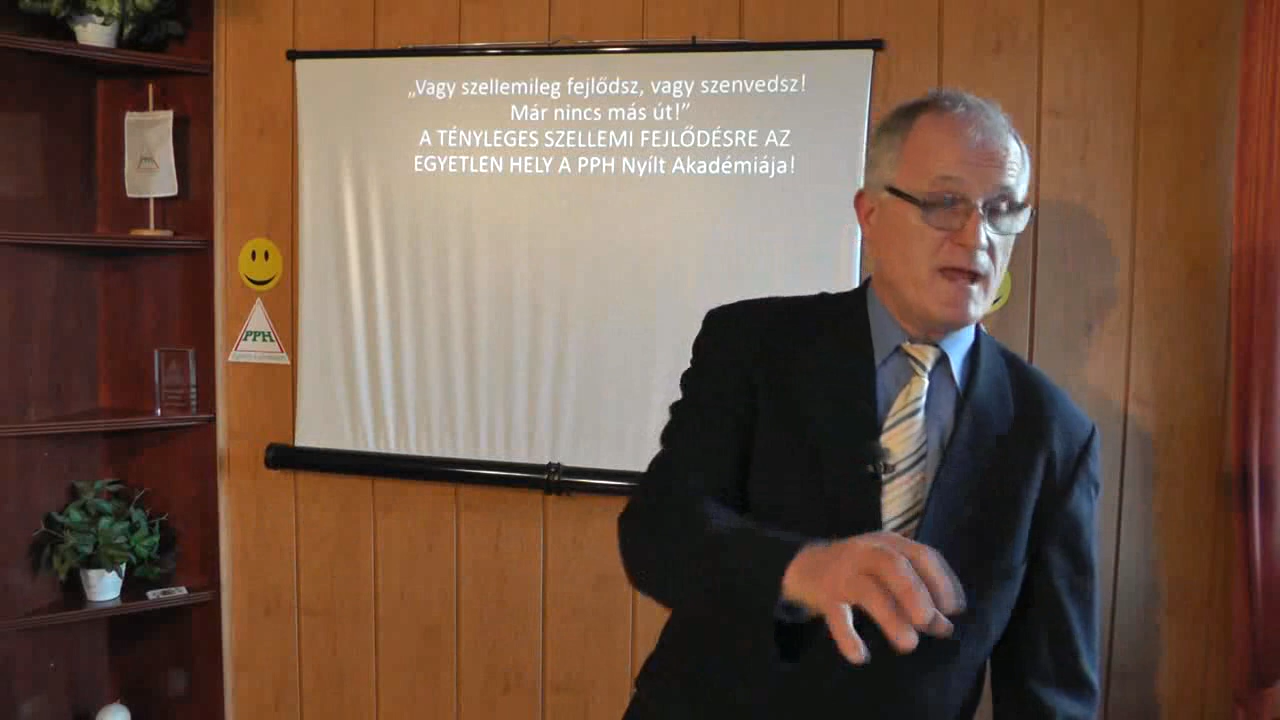 „Vagy szellemileg fejlődsz, vagy szenvedsz!
Már nincs más út!”
A TÉNYLEGES SZELLEMI FEJLŐDÉSRE AZ
EGYETLEN HELY A PPH Nyílt Akadémiája!
PPH